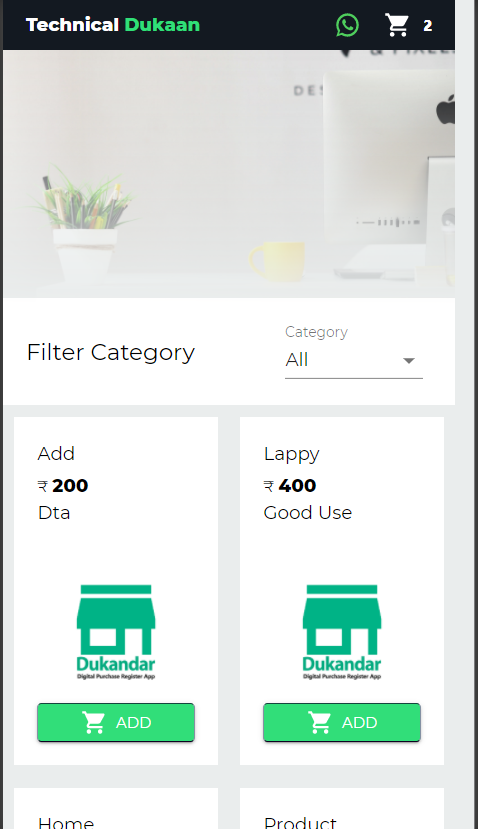 Technical Dukaan
2
DES
Filter Category
Category
All
Add
₹ 200
Dta
Dukandar
Digital Purchase Register App
ADD
Lappy
₹ 400
Good Use
Dukandar
Digital Purchase Register App
ADD
Home
Product